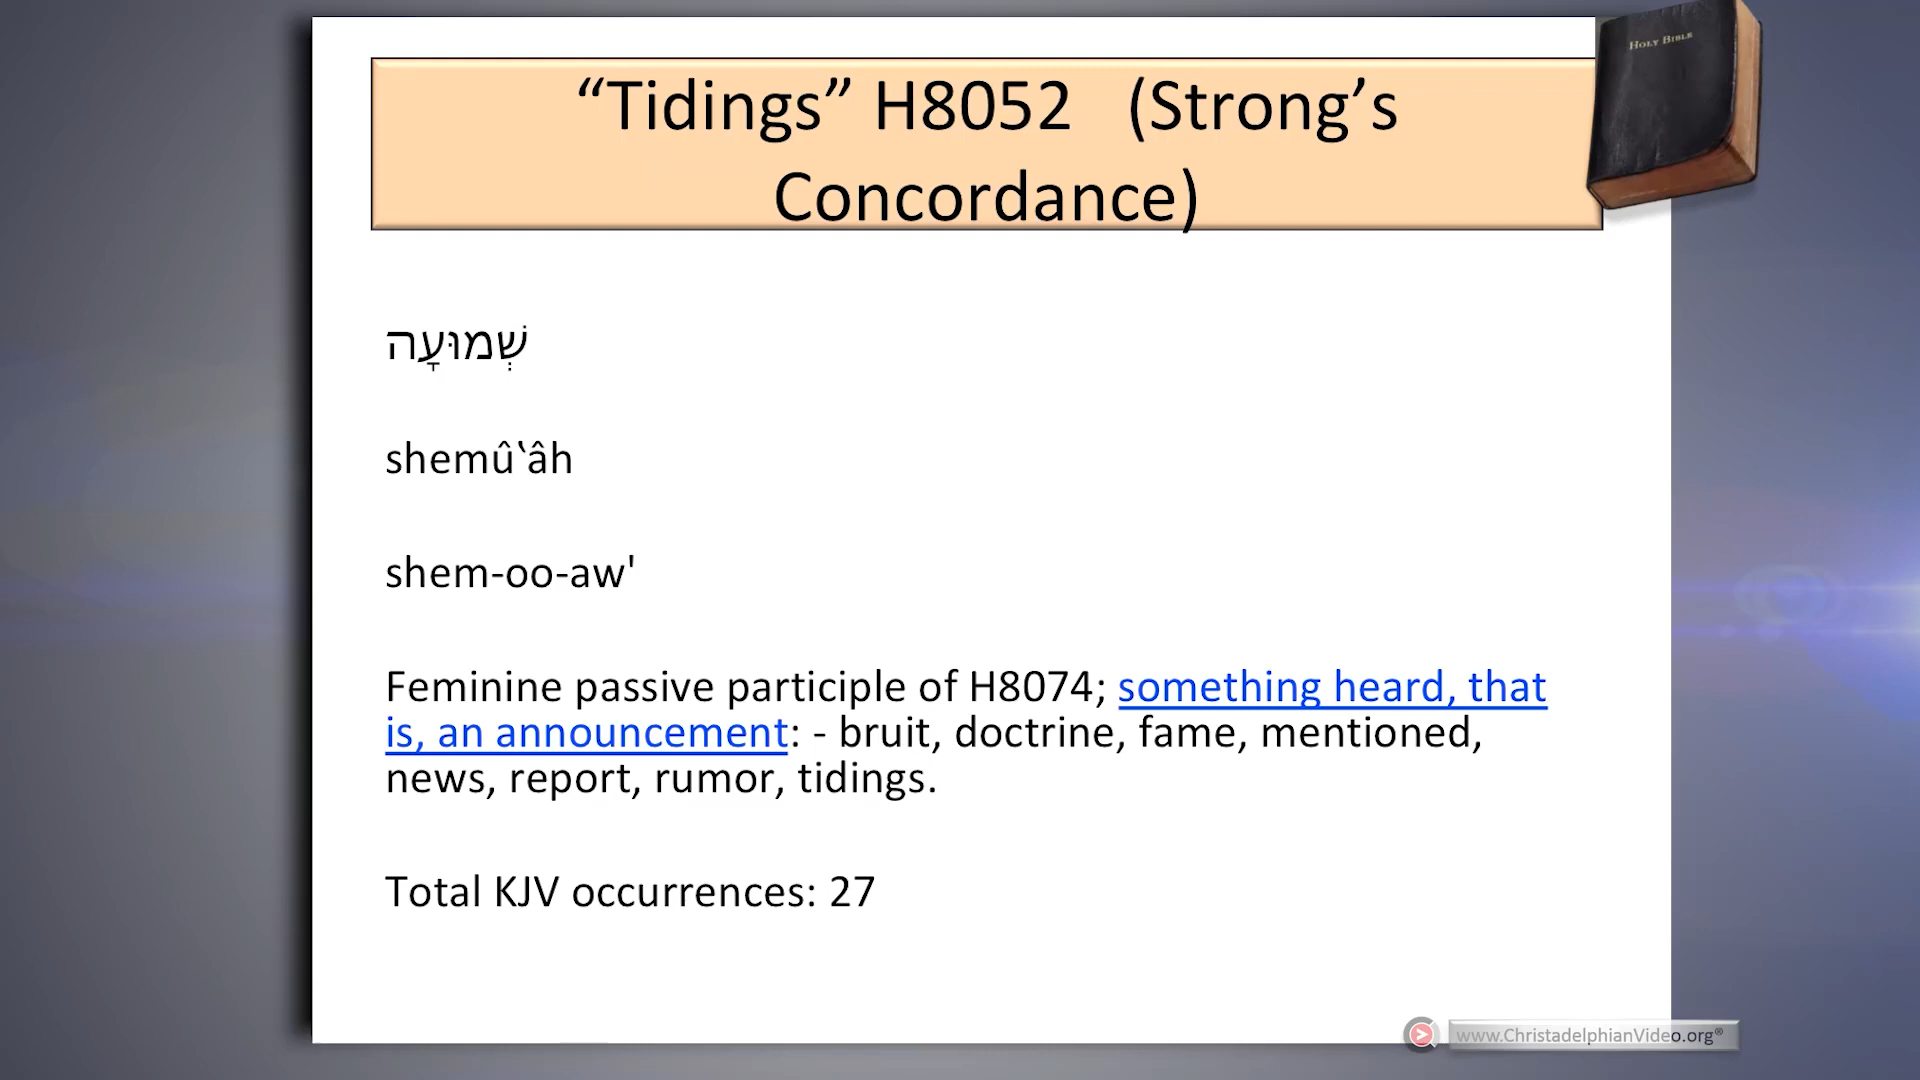 HOLY BIBLE
“Tidings” H8052 (Strong’s
Concordance)
שְׁמוּעָה
shemû‛âh
shem-oo-aw'
Feminine passive participle of H8074; something heard, that
is, an announcement: - bruit, doctrine, fame, mentioned,
news, report, rumor, tidings.
Total KJV occurrences: 27
www.ChristadelphianVideo.org®